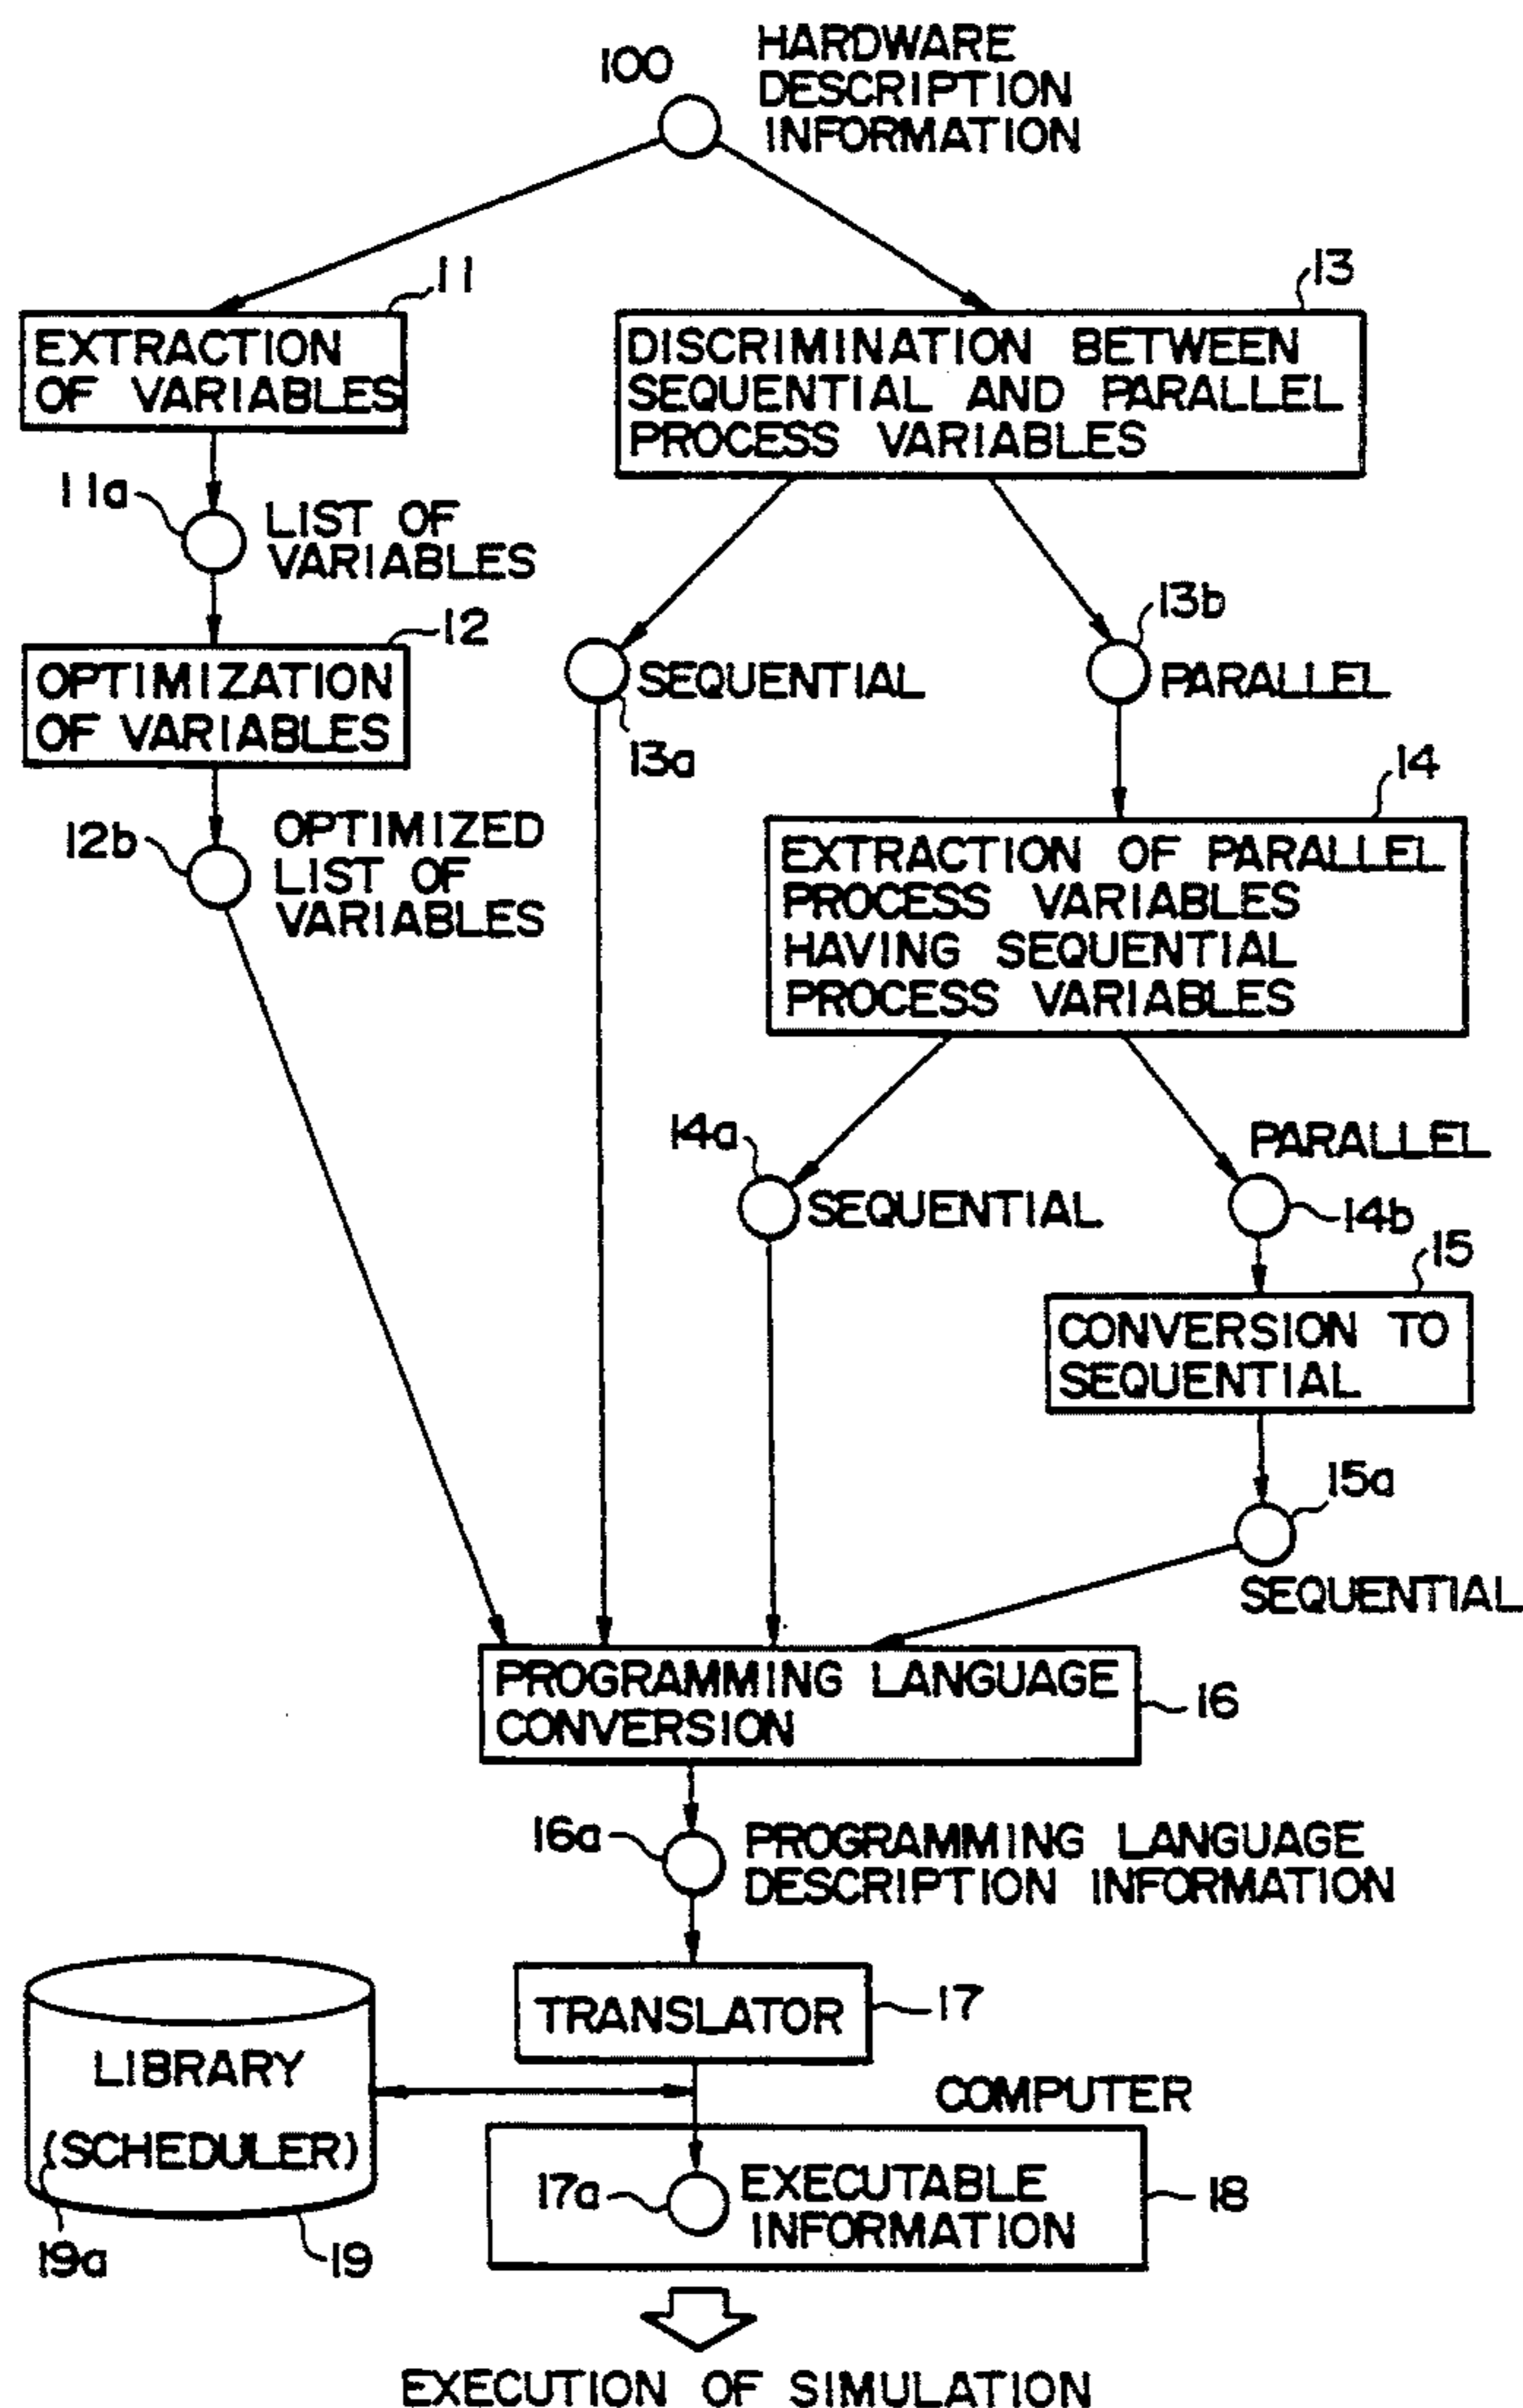 100
HARDWARE
DESCRIPTION
INFORMATION
11
EXTRACTION
OF VARIABLES
13
DISCRIMINATION BETWEEN
SEQUENTIAL AND PARALLEL
PROCESS VARIABLES
11a
LIST OF
VARIABLES
12
OPTIMIZATION
OF VARIABLES
13b
SEQUENTIAL
13a
PARALLEL
12b
OPTIMIZED
LIST OF
VARIABLES
14
EXTRACTION OF PARALLEL
PROCESS VARIABLES
HAVING SEQUENTIAL
PROCESS VARIABLES
14a
SEQUENTIAL
PARALLEL
14b
15
CONVERSION TO
SEQUENTIAL
15a
SEQUENTIAL
PROGRAMMING LANGUAGE
CONVERSION
16
16a
PROGRAMMING LANGUAGE
DESCRIPTION INFORMATION
TRANSLATOR
17
LIBRARY
(SCHEDULER)
19a
19
COMPUTER
17a
EXECUTABLE
INFORMATION
18
EXECUTION OF SIMULATION